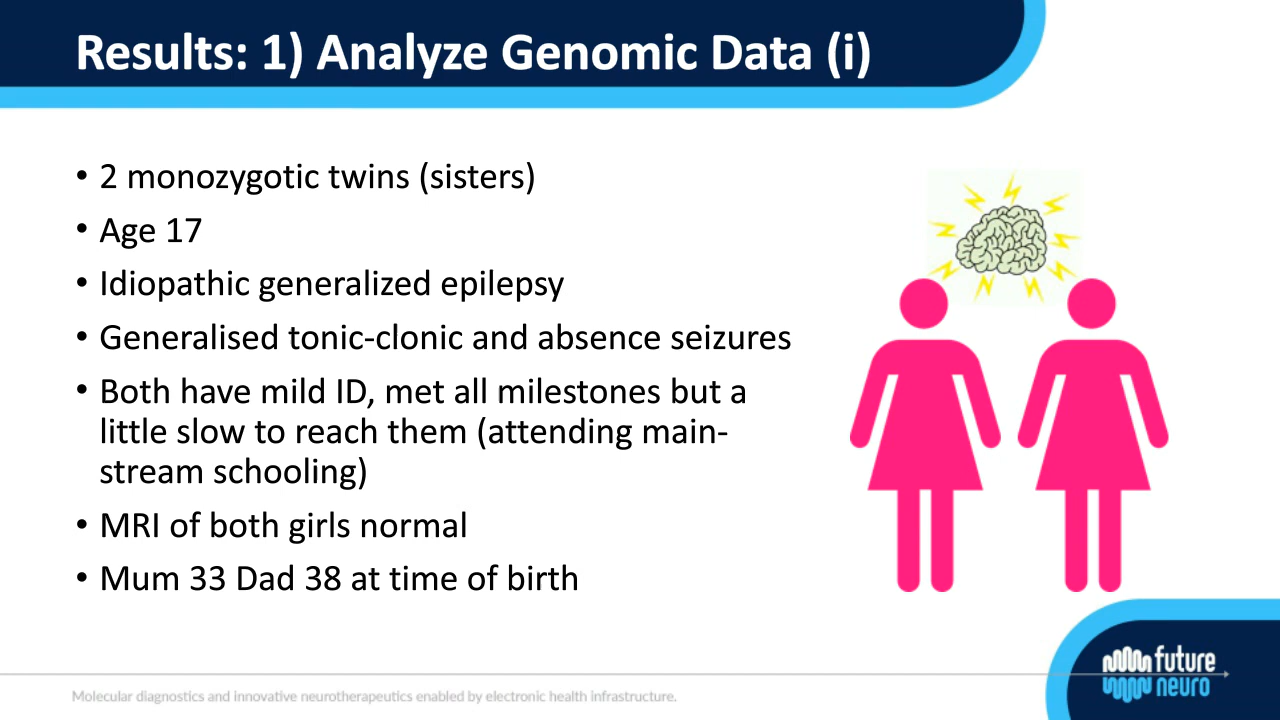 Results: 1) Analyze Genomic Data (i)
• 2 monozygotic twins (sisters)
• Age 17
• Idiopathic generalized epilepsy
• Generalised tonic-clonic and absence seizures
• Both have mild ID, met all milestones but a
little slow to reach them (attending main-
stream schooling)
• MRI of both girls normal
• Mum 33 Dad 38 at time of birth
future
neuro
Molecular diagnostics and innovative neurotherapeutics enabled by electronic health infrastructure.